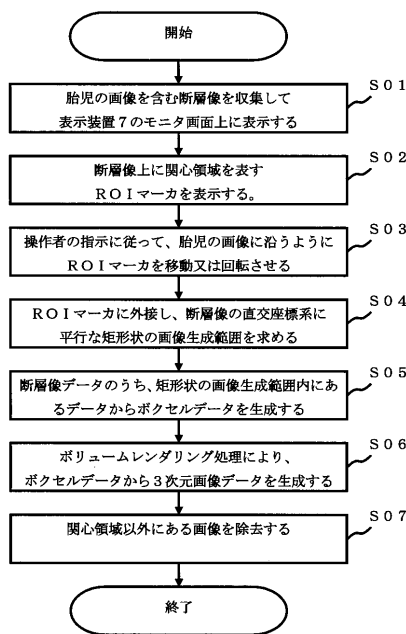 開始
S01
胎児の画像を含む断層像を収集して
表示装置7のモニタ画面上に表示する
S02
断層像上に関心領域を表す
ROIマーカを表示する。
S03
操作者の指示に従って、胎児の画像に沿うように
ROIマーカを移動又は回転させる
S04
ROIマーカに外接し、断層像の直交座標系に
平行な矩形状の画像生成範囲を求める
S05
断層像データのうち、矩形状の画像生成範囲内にあ
るデータからボクセルデータを生成する
S06
ボリュームレンダリング処理により、
ボクセルデータから3次元画像データを生成する
S07
関心領域以外にある画像を除去する
終了